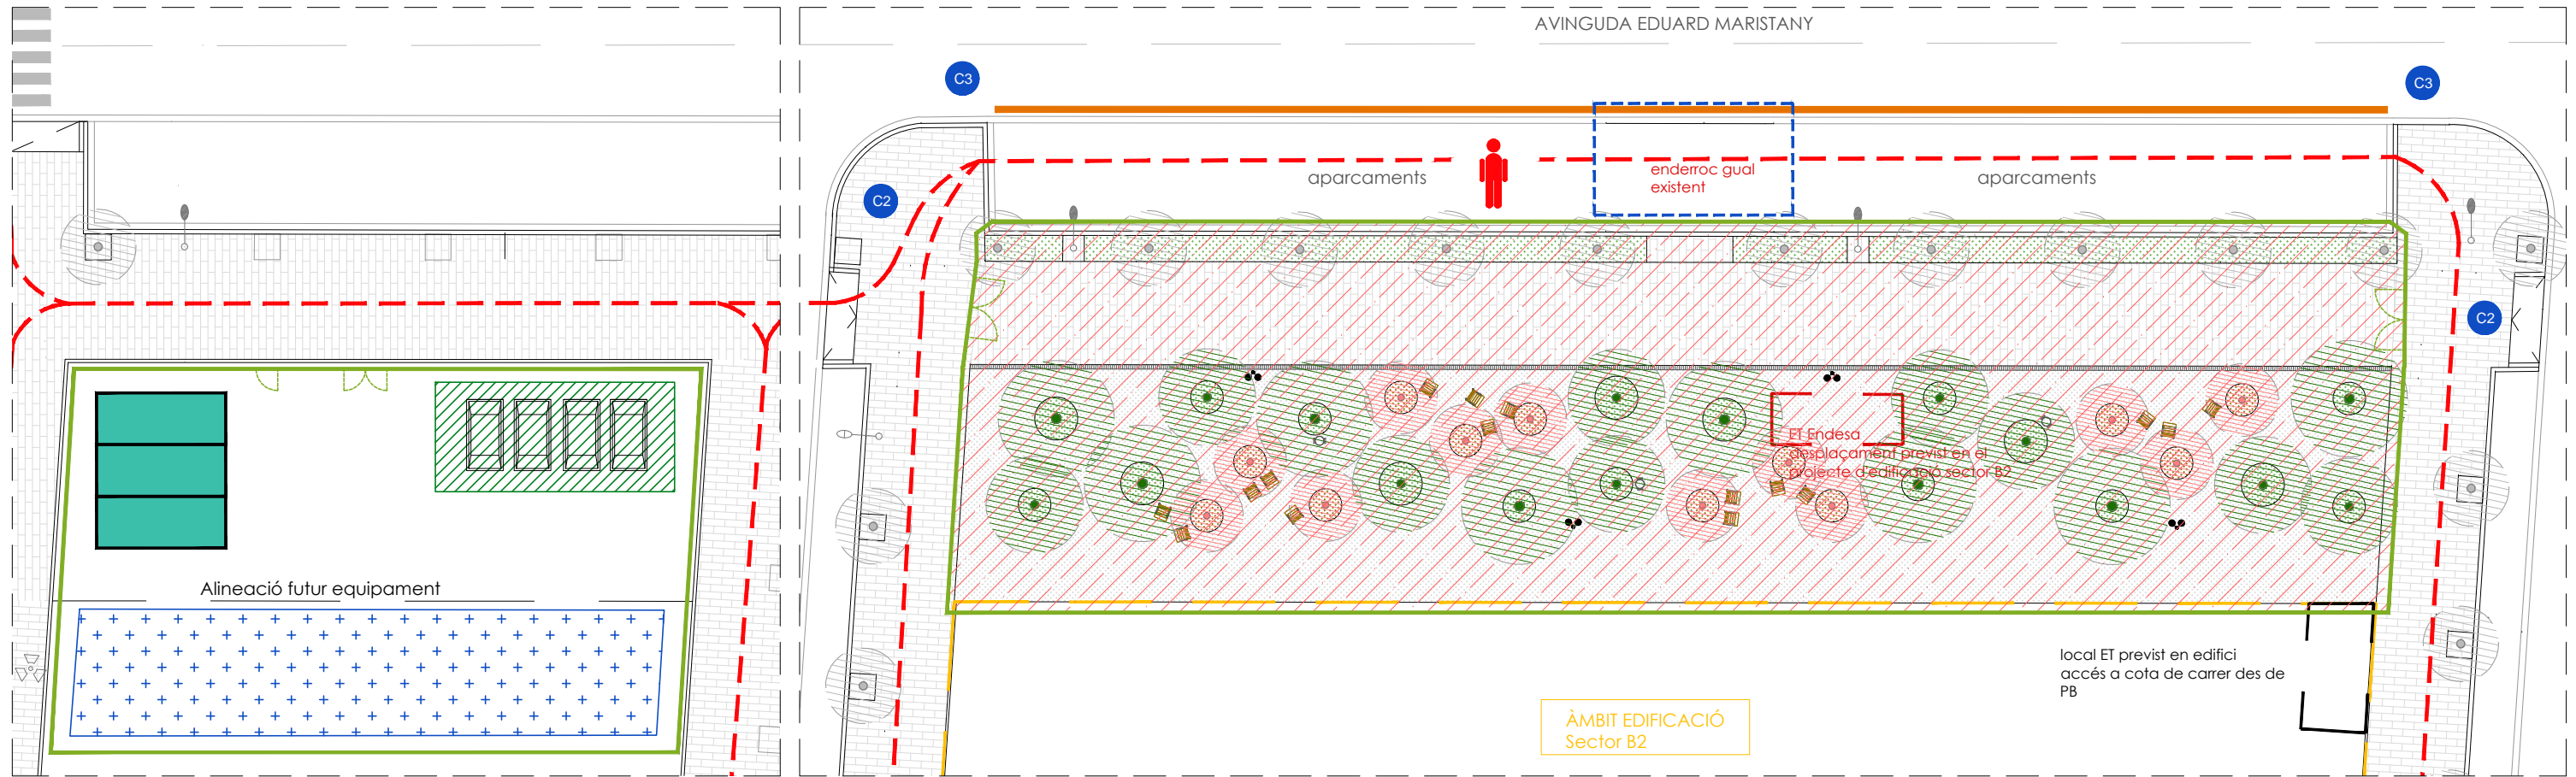 AVINGUDA EDUARD MARISTANY
C3
C3
aparcaments
enderroc gual
existent
aparcaments
C2
C2
ET Endesa
desplaçament previst en el
projecte d'edificació sector B2
Alineació futur equipament
local ET previst en edifici
accés a cota de carrer des de
PB
ÀMBIT EDIFICACIÓ
Sector B2